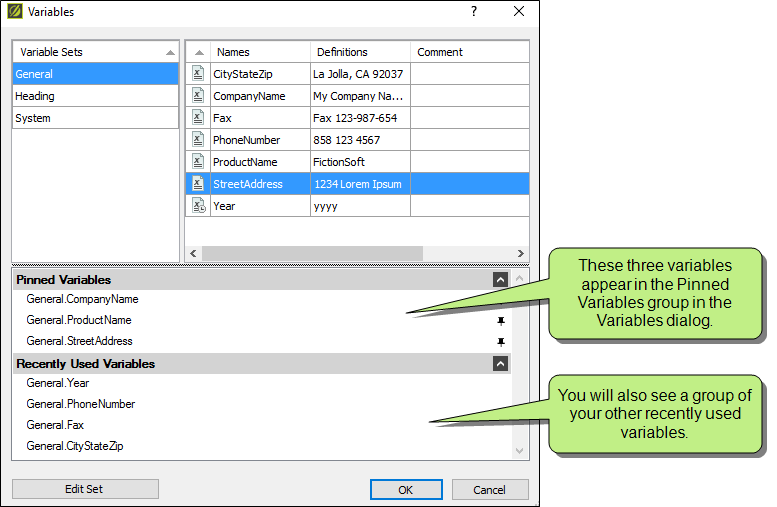 Variables
?
Variable Sets
General
Heading
System
Names Definitions Comment
CityStateZip La Jolla, CA 92037
CompanyName My Company Na...
Fax Fax 123-987-654
PhoneNumber 858 123 4567
ProductName FictionSoft
StreetAddress 1234 Lorem Ipsum
Year yyyy
Pinned Variables
General.CompanyName
General.ProductName
General.StreetAddress
Recently Used Variables
General.Year
General.PhoneNumber
General.Fax
General.CityStateZip
Edit Set
OK
Cancel
These three variables
appear in the Pinned
Variables group in the
Variables dialog.
You will also see a group of
your other recently used
variables.